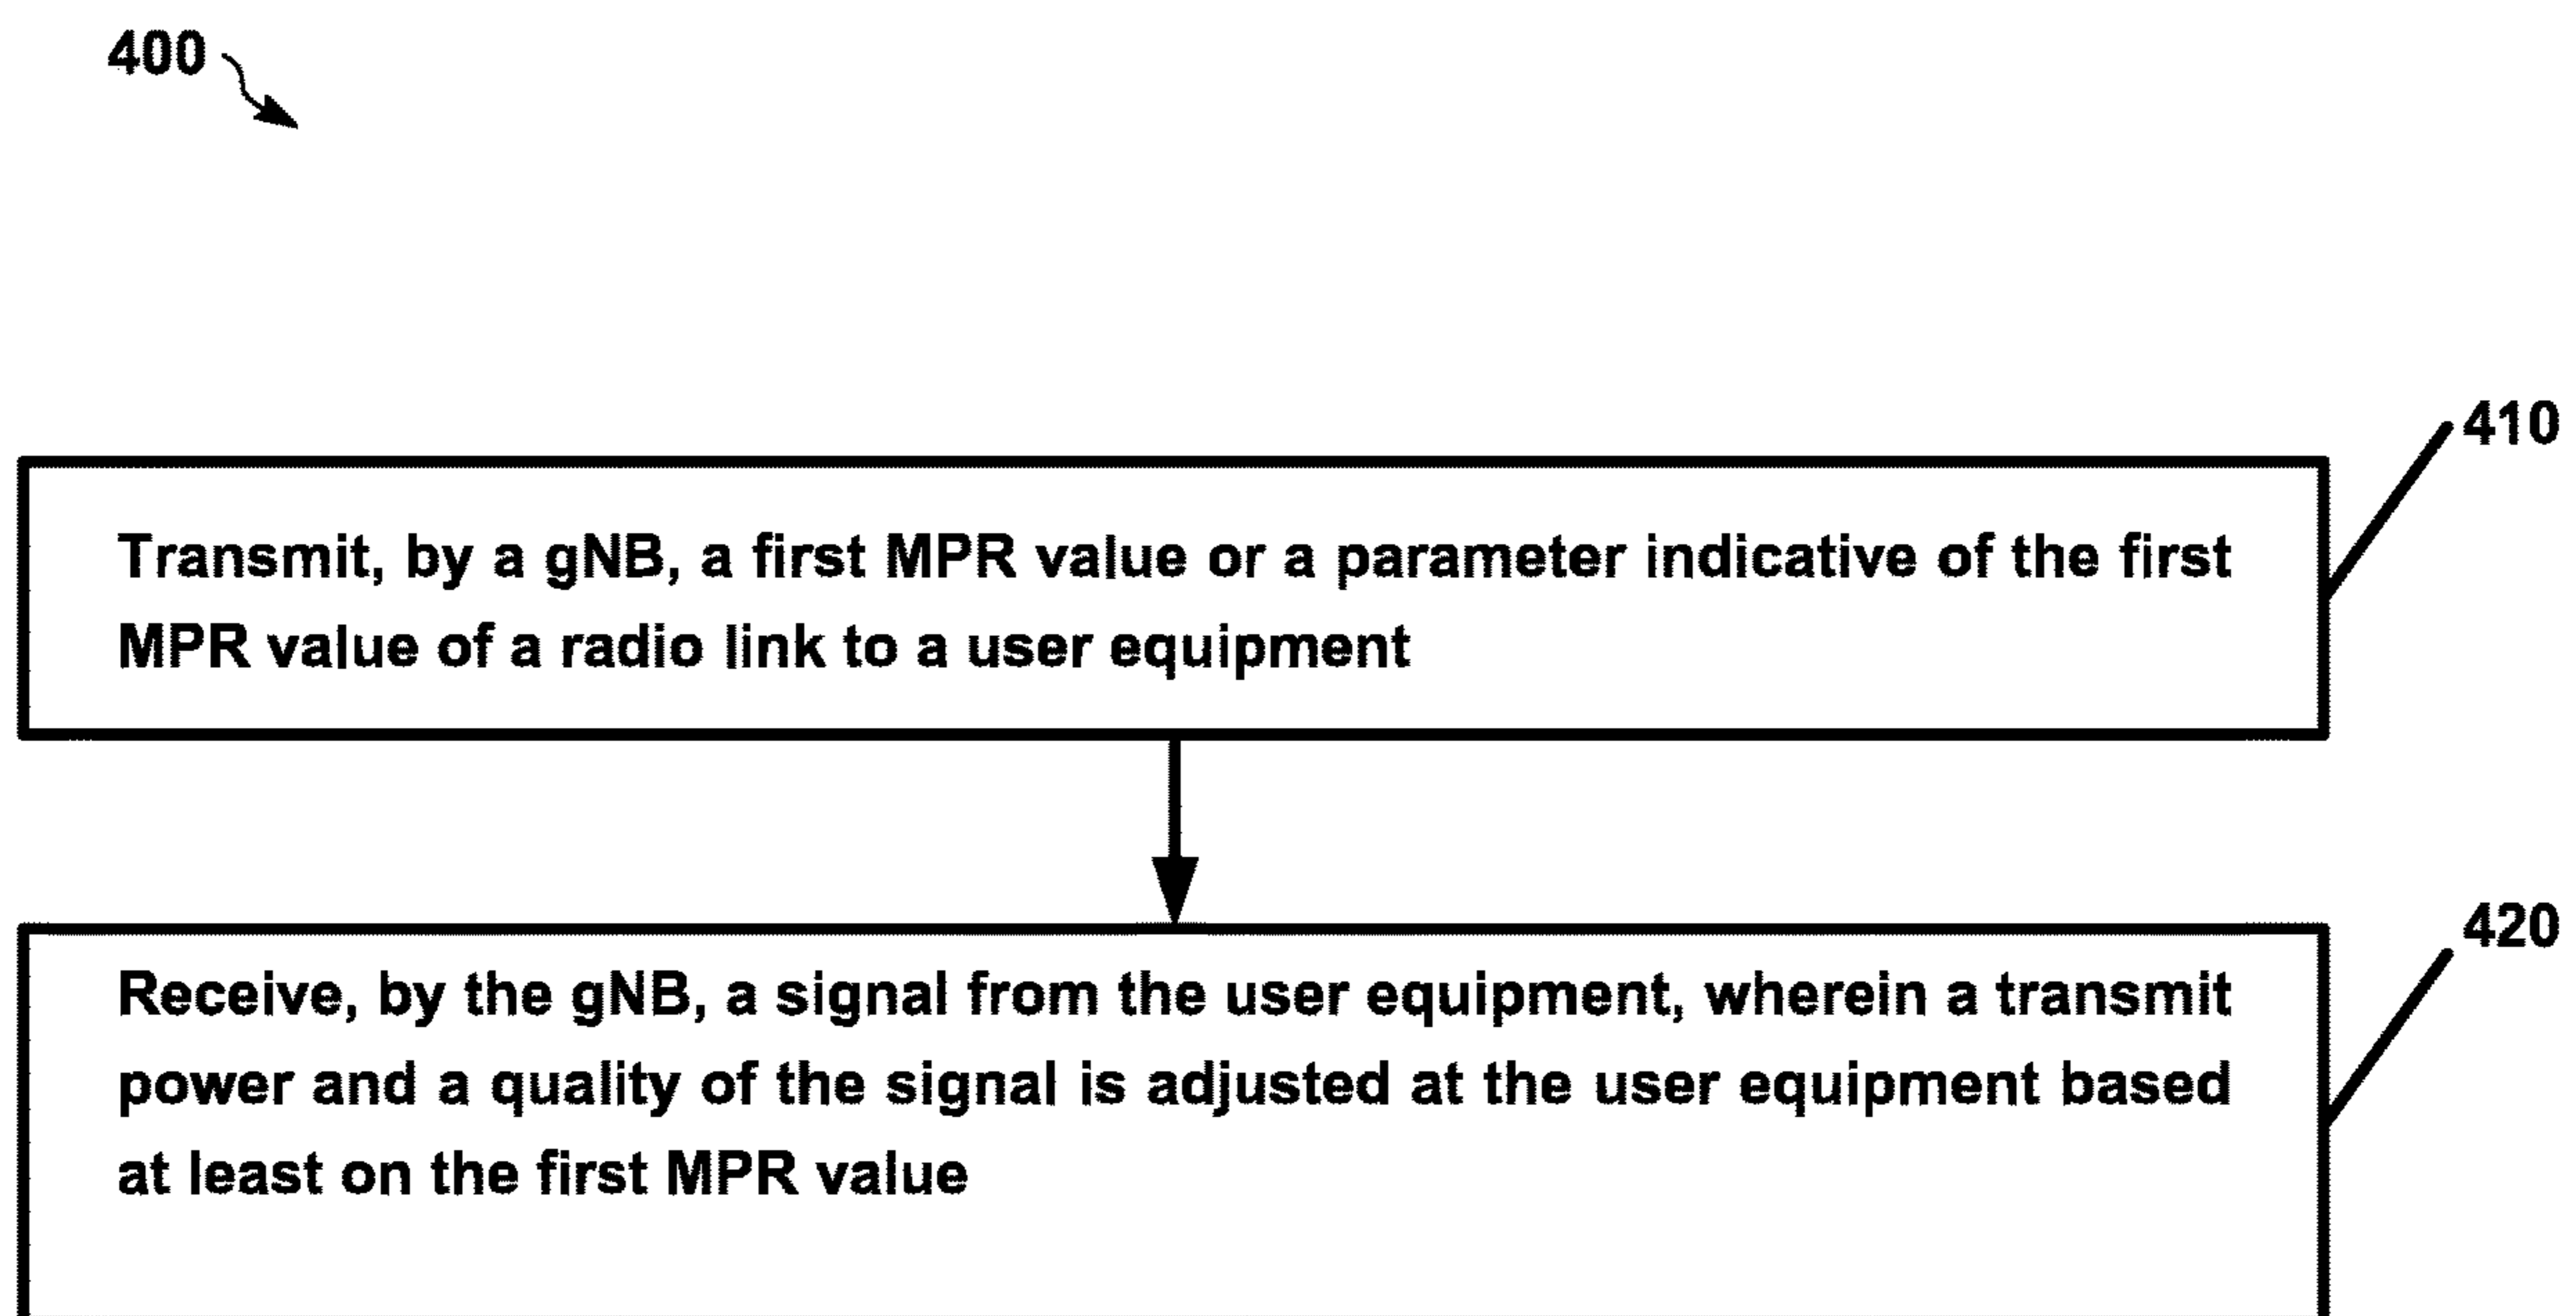 400
410
Transmit, by a gNB, a first MPR value or a parameter indicative of the first
MPR value of a radio link to a user equipment
420
Receive, by the gNB, a signal from the user equipment, wherein a transmit
power and a quality of the signal is adjusted at the user equipment based
at least on the first MPR value